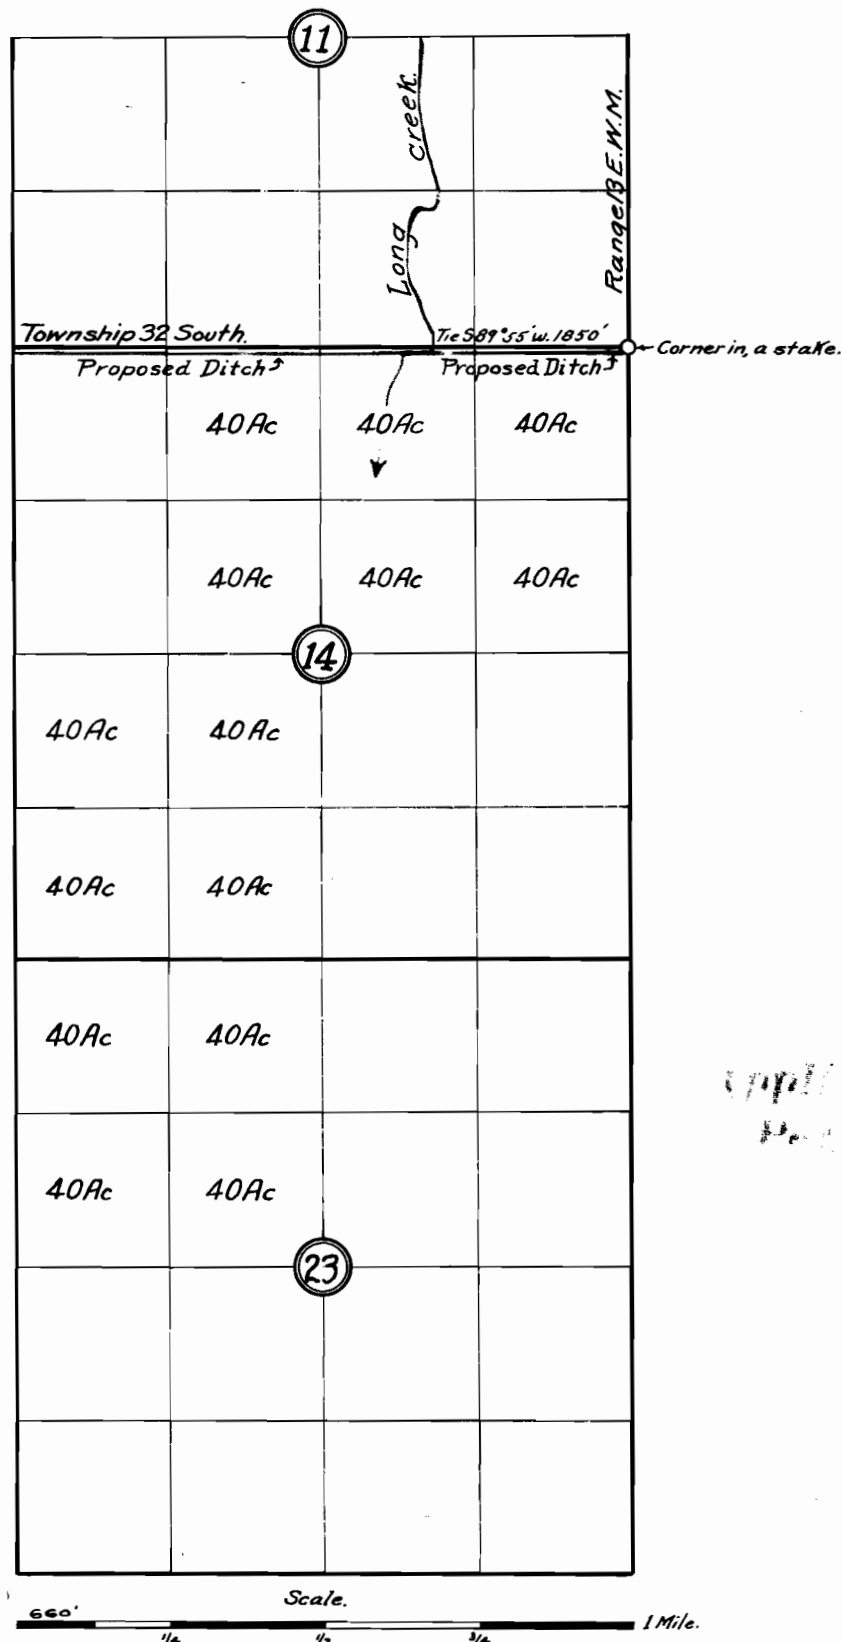 11
Long creek.
Range 13 E. W. M.
Township 32 South.
Tie S 89° 55' w. 1850'
Corner in, a stake.
Proposed Ditch
Proposed Ditch
40Ac 40Ac 40Ac
40Ac 40Ac 40Ac
14
40Ac 40Ac
40Ac 40Ac
40Ac 40Ac
40Ac 40Ac
23
Scale.
660' 1 Mile.
1/4 1/2 3/4